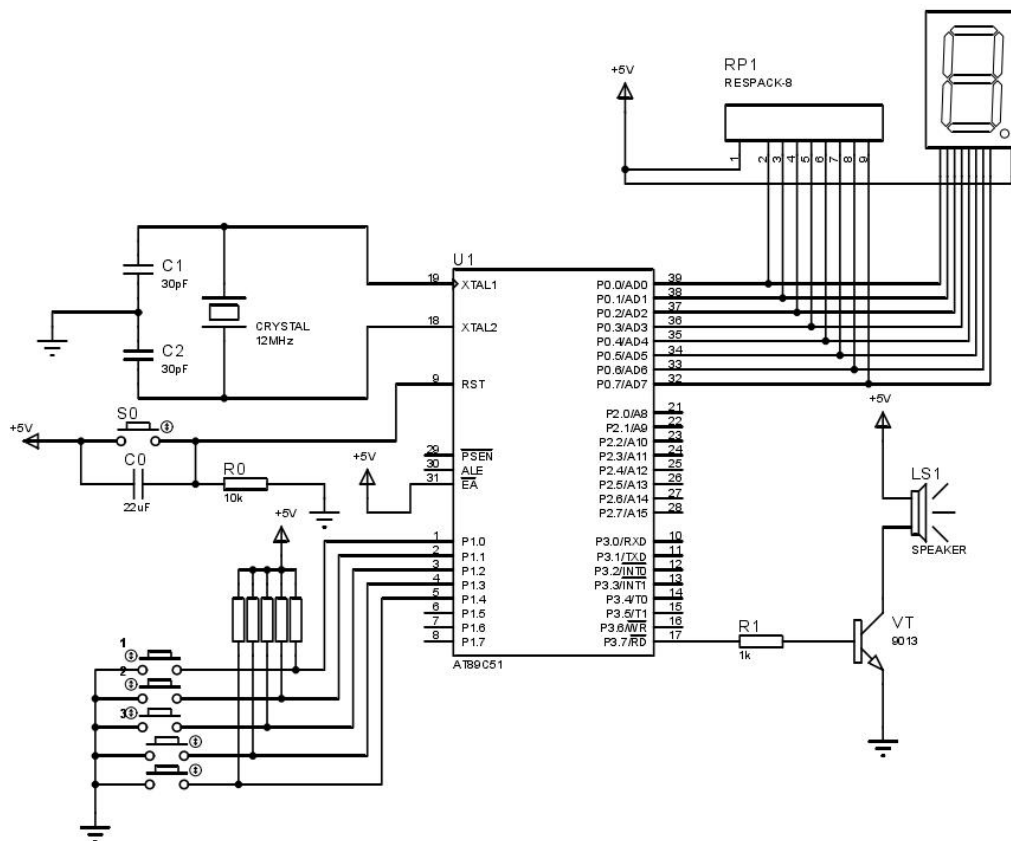 +5V
RP1
RESPACK-8
1
2
3
4
5
6
7
8
9
C1
30pF
C2
30pF
CRYSTAL
12MHz
U1
19
XTAL1
18
XTAL2
9
RST
29
PSEN
30
ALE
31
EA
1
P1.0
2
P1.1
3
P1.2
4
P1.3
5
P1.4
6
P1.5
7
P1.6
8
P1.7
P0.0/AD0
39
P0.1/AD1
38
P0.2/AD2
37
P0.3/AD3
36
P0.4/AD4
35
P0.5/AD5
34
P0.6/AD6
33
P0.7/AD7
32
P2.0/A8
21
P2.1/A9
22
P2.2/A10
23
P2.3/A11
24
P2.4/A12
25
P2.5/A13
26
P2.6/A14
27
P2.7/A15
28
P3.0/RXD
10
P3.1/TXD
11
P3.2/INT0
12
P3.3/INT1
13
P3.4/T0
14
P3.5/T1
15
P3.6/WR
16
P3.7/RD
17
AT89C51
S0
+5V
C0
22uF
R0
10k
+5V
+5V
1
2
3
R1
1k
+5V
LS1
SPEAKER
VT
9013